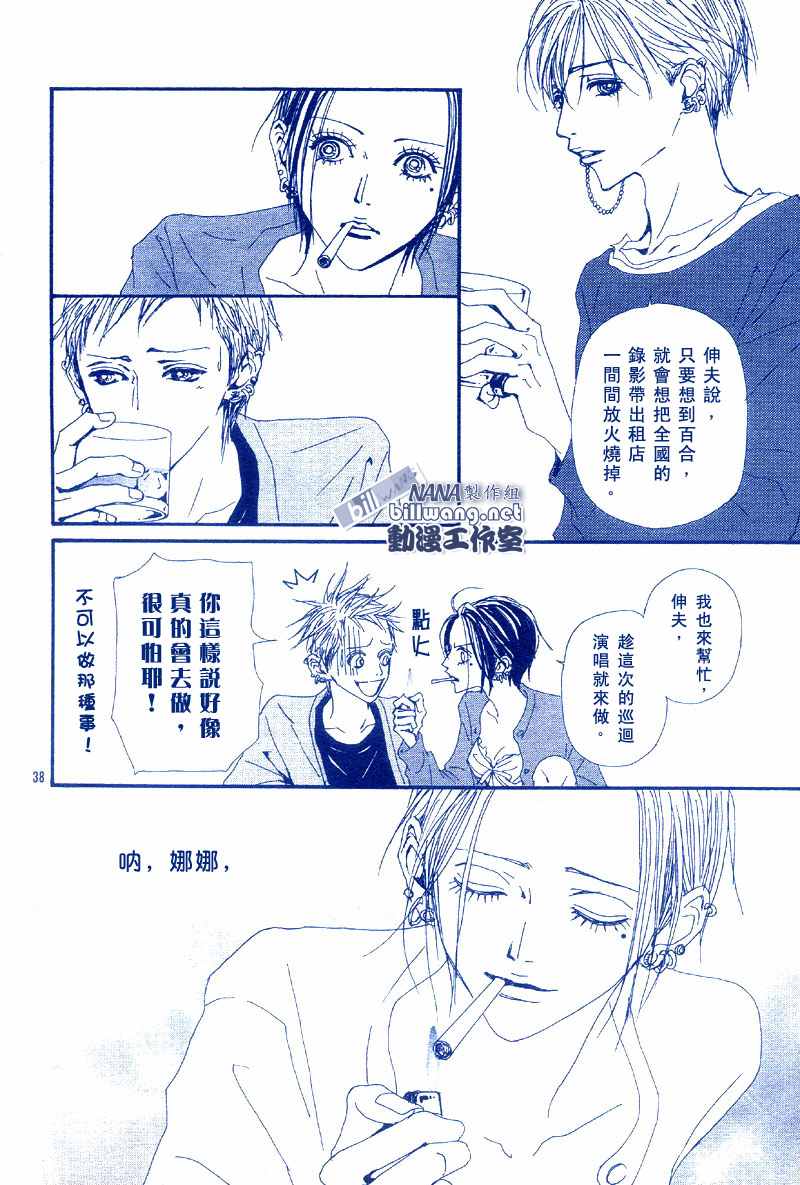 伸夫說，
只要想到百合，
就會想把全國的
錄影帶出租店
一間間放火燒掉。
bill wang
NANA製作組
billwang.net
動漫工作室
我也來幫忙，
伸夫，
趁這次的巡迴
演唱就來做。
點火
你這樣說好像
真的會去做，
很可怕耶！
不可以做那種事！
38
呐，娜娜，